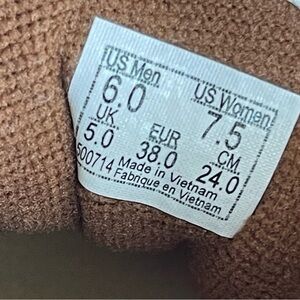 US Men US Women
6.0 7.5
UK EUR CM
5.0 38.0 24.0
500714 Made in Vietnam
Fabrique en Vietnam